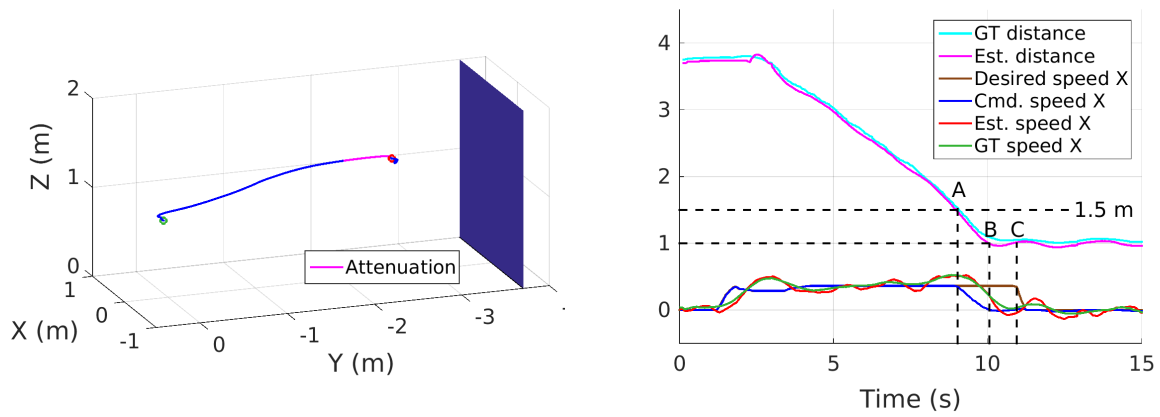 2
1
0
Z (m)
1
0
-1
X (m)
0
-1
-2
-3
Y (m)
Attenuation
4
3
2
1
0
GT distance
Est. distance
Desired speed X
Cmd. speed X
Est. speed X
GT speed X
A
1.5 m
B
C
0
5
10
15
Time (s)